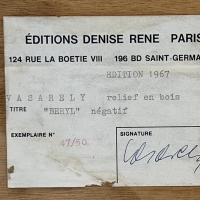 ÉDITIONS DENISE RENE PARIS
124 RUE LA BOETIE VIII 196 BD SAINT-GERMA
EDITION 1967
VASARELY relief en bois
TITRE "BERYL" négatif
EXEMPLAIRE N° 47/50
SIGNATURE
Vasarely